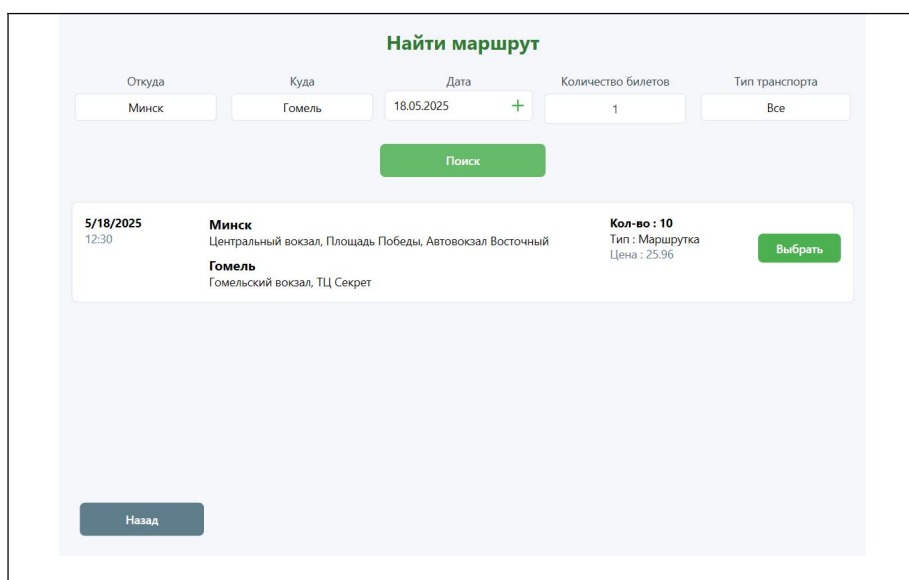 Найти маршрут
Откуда Куда Дата Количество билетов Тип транспорта
Минск Гомель 18.05.2025 + 1 Все
Поиск
5/18/2025 Минск Кол-во : 10
12:30 Центральный вокзал, Площадь Победы, Автовокзал Восточный Тип : Маршрутка
Цена : 25.96
Выбрать
Гомель
Гомельский вокзал, ТЦ Секрет
Назад